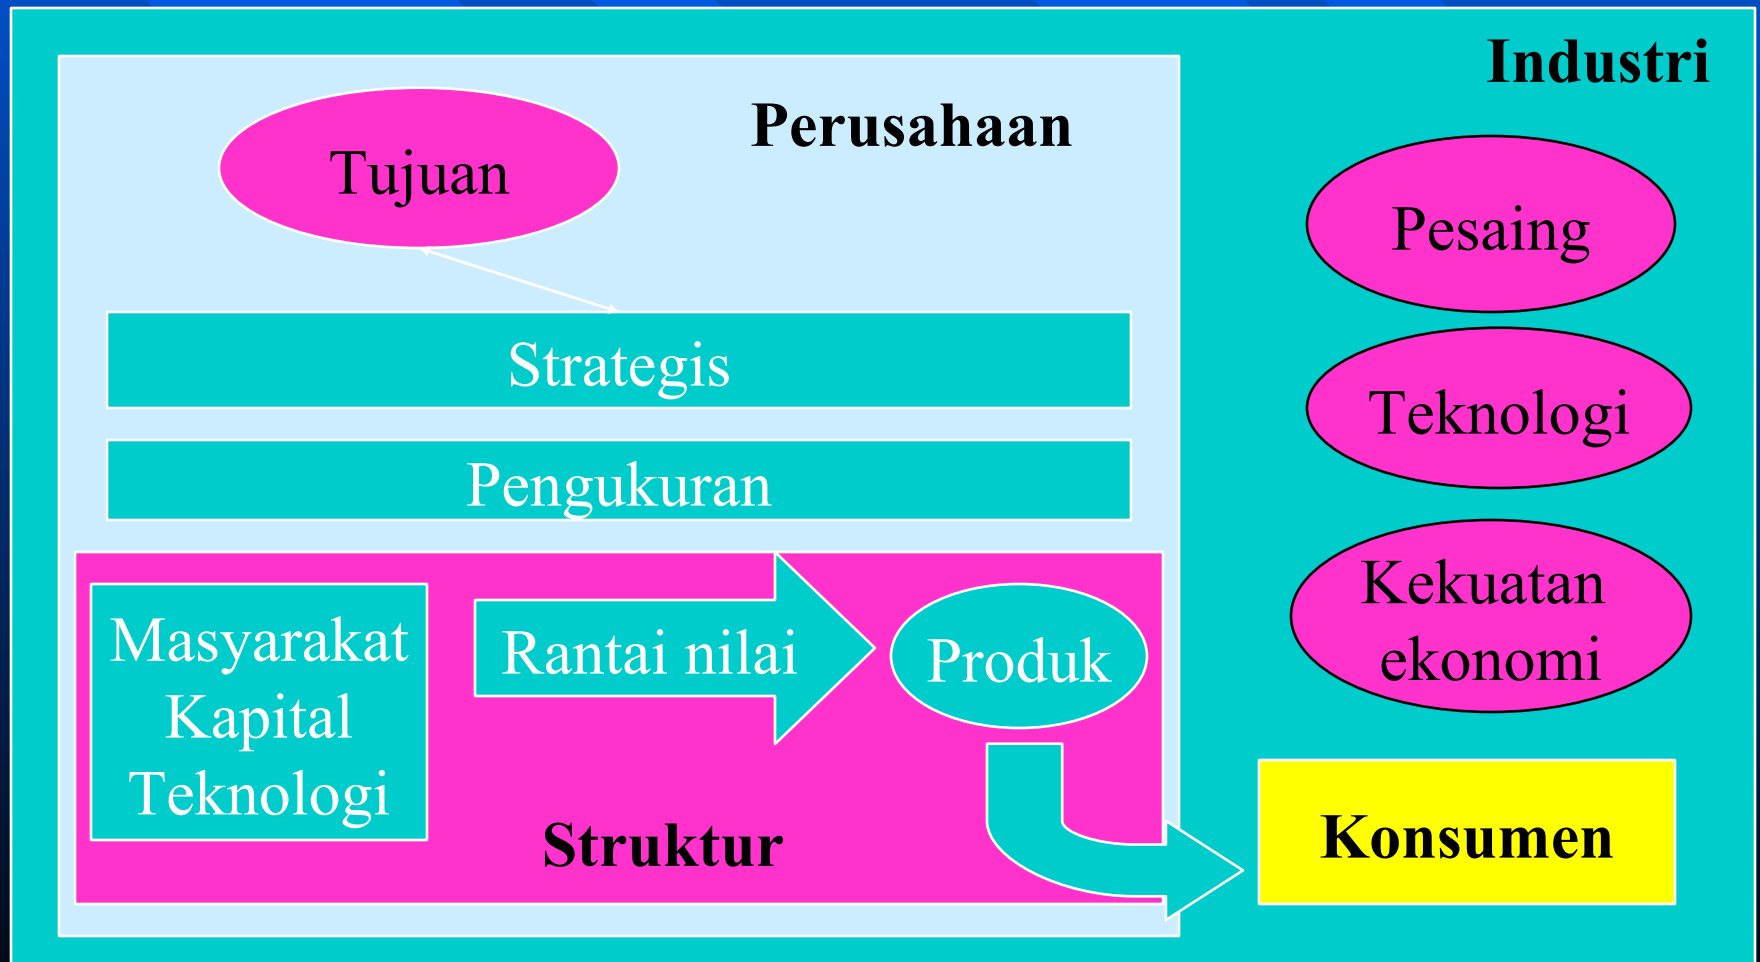 Industri
Perusahaan
Tujuan
Strategis
Pengukuran
Masyarakat
Kapital
Teknologi
Rantai nilai
Produk
Struktur
Pesaing
Teknologi
Kekuatan
ekonomi
Konsumen